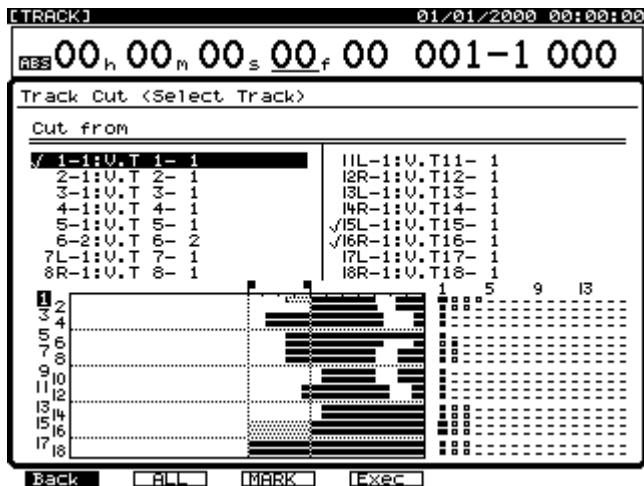 [TRACK] 01/01/2000 00:00:00
ABS 00h 00m 00s 00f 00 001-1 000
Track Cut <Select Track>
Cut from
√ 1-1:V.T 1- 1
2-1:V.T 2- 1
3-1:V.T 3- 1
4-1:V.T 4- 1
5-1:V.T 5- 1
6-2:V.T 6- 2
7L-1:V.T 7- 1
8R-1:V.T 8- 1
11L-1:V.T11- 1
12R-1:V.T12- 1
13L-1:V.T13- 1
14R-1:V.T14- 1
√15L-1:V.T15- 1
√16R-1:V.T16- 1
17L-1:V.T17- 1
18R-1:V.T18- 1
1 5 9 13
1
2
3
4
5
6
7
8
9
10
11
12
13
14
15
16
17
18
Back ALL MARK Exec